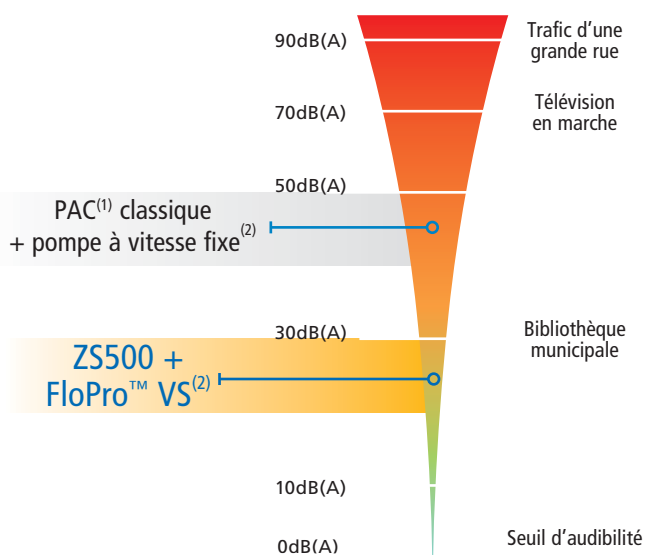 90dB(A)
Trafic d'une
grande rue
70dB(A)
Télévision
en marche
50dB(A)
PAC(1) classique
+ pompe à vitesse fixe(2)
30dB(A)
Bibliothèque
municipale
ZS500 +
FloPro™ VS(2)
10dB(A)
0dB(A)
Seuil d'audibilité